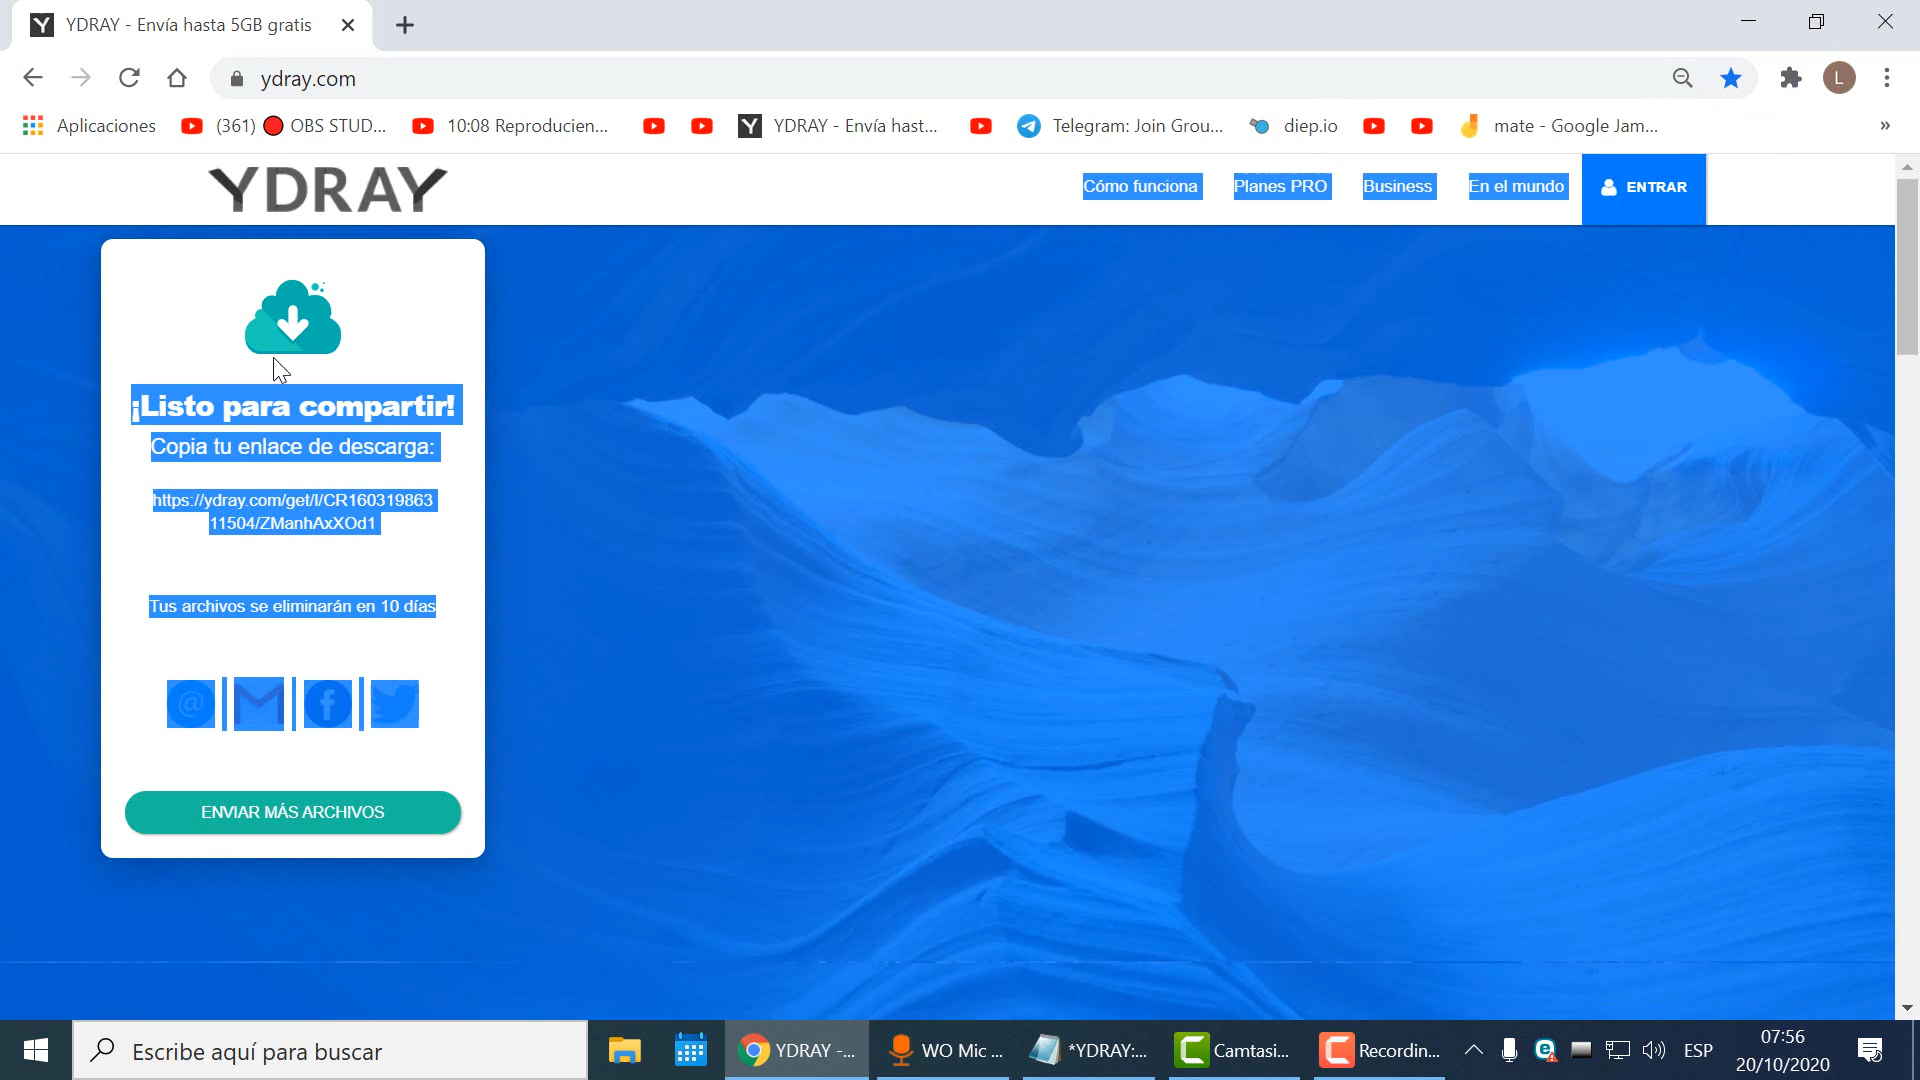 YDRAY - Envía hasta 5GB gratis
ydray.com
L
Aplicaciones
(361) OBS STUD...
10:08 Reproducien...
YDRAY - Envía hast...
Telegram: Join Grou...
diep.io
mate - Google Jam...
»
YDRAY
Cómo funciona
Planes PRO
Business
En el mundo
ENTRAR
¡Listo para compartir!
Copia tu enlace de descarga:
https://ydray.com/get/l/CR160319863
11504/ZManhAxXOd1
Tus archivos se eliminarán en 10 días
ENVIAR MÁS ARCHIVOS
Escribe aquí para buscar
YDRAY -...
WO Mic ...
*YDRAY:...
Camtasi...
Recordin...
ESP
07:56
20/10/2020